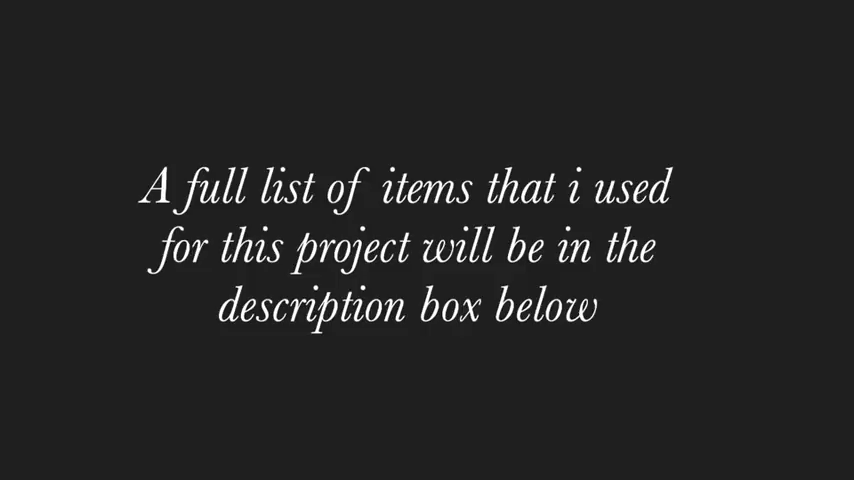 A full list of items that i used
for this project will be in the
description box below